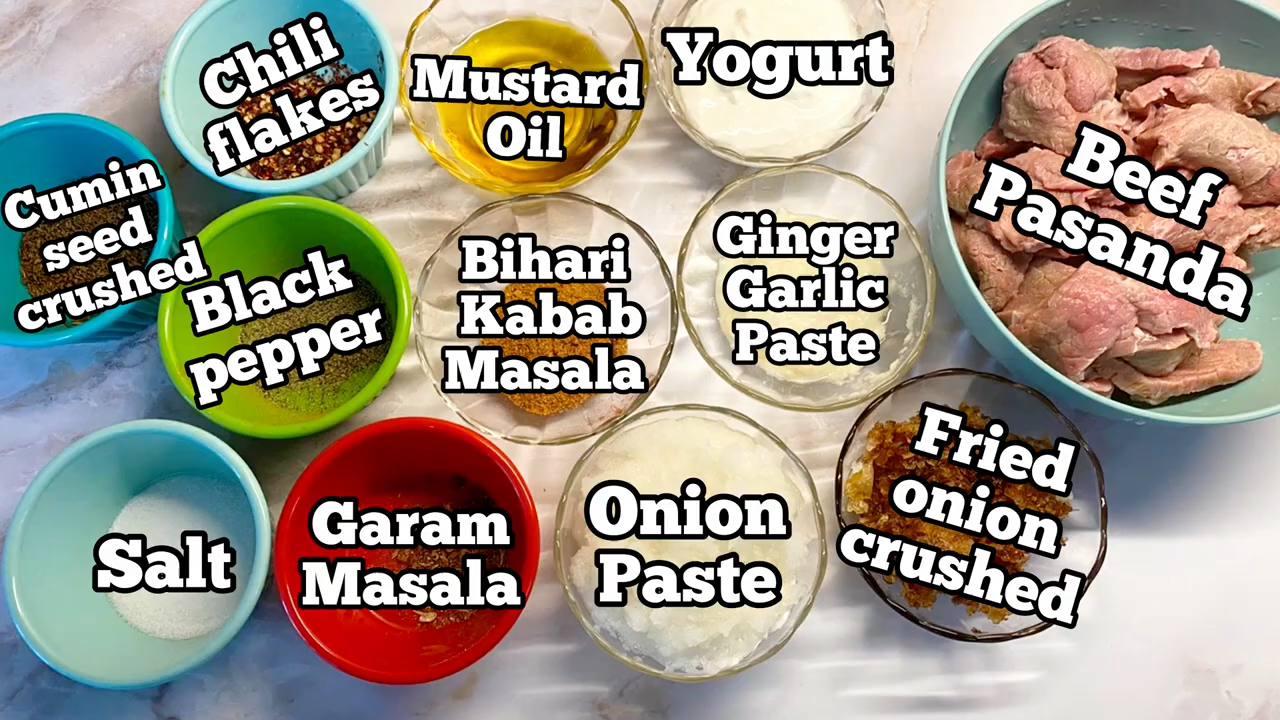 Chili
flakes
Mustard
Oil
Yogurt
Beef
Pasanda
Cumin
seed
crushed
Black
pepper
Bihari
Kabab
Masala
Ginger
Garlic
Paste
Salt
Garam
Masala
Onion
Paste
Fried
onion
crushed